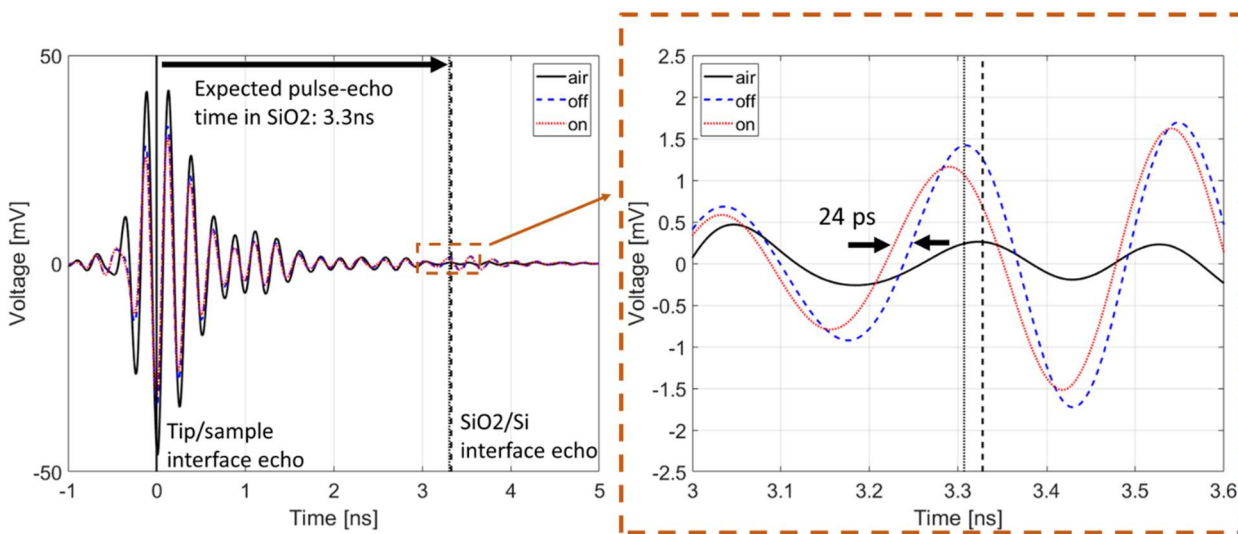 50
0
-50
Voltage [mV]
-1
0
1
2
3
4
5
Time [ns]
Expected pulse-echo
time in SiO2: 3.3ns
air
off
on
Tip/sample
interface echo
SiO2/Si
interface echo
2.5
2
1.5
1
0.5
0
-0.5
-1
-1.5
-2
-2.5
Voltage [mV]
air
off
on
24 ps
3
3.1
3.2
3.3
3.4
3.5
3.6
Time [ns]